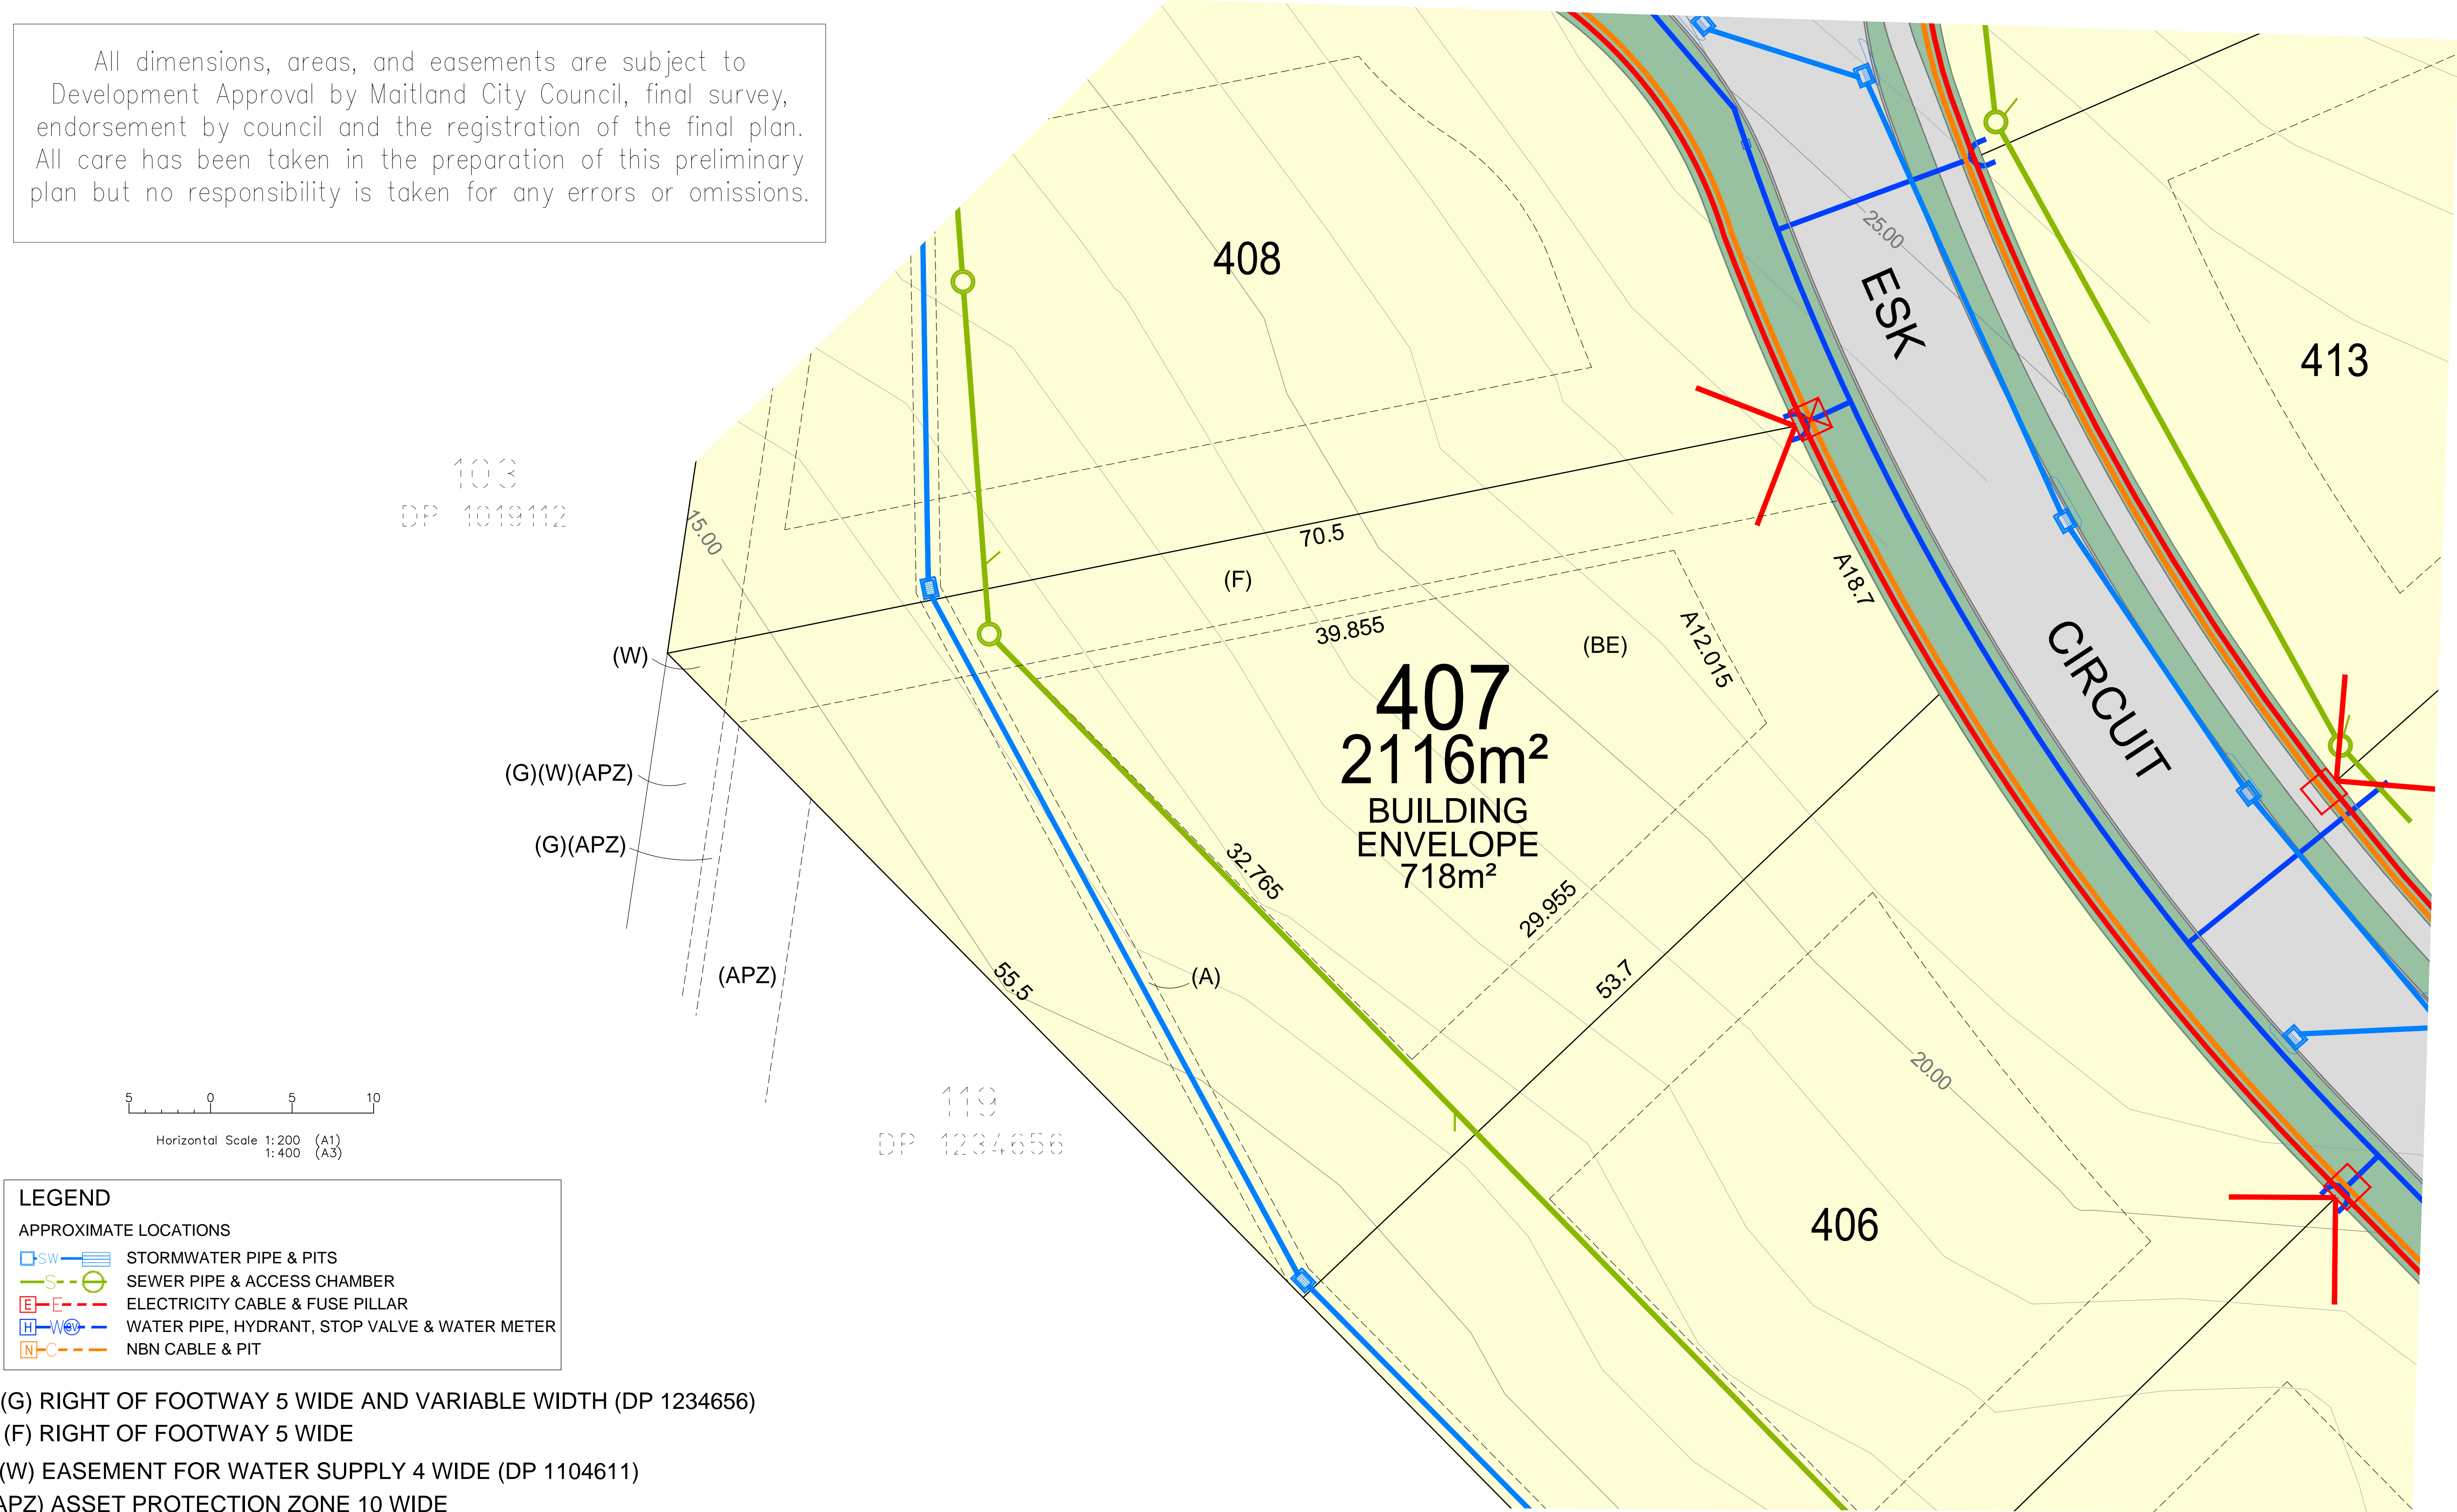 All dimensions, areas, and easements are subject to
Development Approval by Maitland City Council, final survey,
endorsement by council and the registration of the final plan.
All care has been taken in the preparation of this preliminary
plan but no responsibility is taken for any errors or omissions.
408
25.00
ESK
CIRCUIT
413
103
DP 1019112
15.00
70.5
(F)
39.855
(BE)
A12.015
A18.7
(W)
(G)(W)(APZ)
(G)(APZ)
(APZ)
407
2116m²
BUILDING
ENVELOPE
718m²
32.765
29.955
53.7
55.5
(A)
20.00
406
119
DP 1234656
5 0 5 10
Horizontal Scale 1:200 (A1)
1:400 (A3)
LEGEND
APPROXIMATE LOCATIONS
SW STORMWATER PIPE & PITS
S SEWER PIPE & ACCESS CHAMBER
E E ELECTRICITY CABLE & FUSE PILLAR
H W SV WATER PIPE, HYDRANT, STOP VALVE & WATER METER
N C NBN CABLE & PIT
(G) RIGHT OF FOOTWAY 5 WIDE AND VARIABLE WIDTH (DP 1234656)
(F) RIGHT OF FOOTWAY 5 WIDE
(W) EASEMENT FOR WATER SUPPLY 4 WIDE (DP 1104611)
APZ) ASSET PROTECTION ZONE 10 WIDE